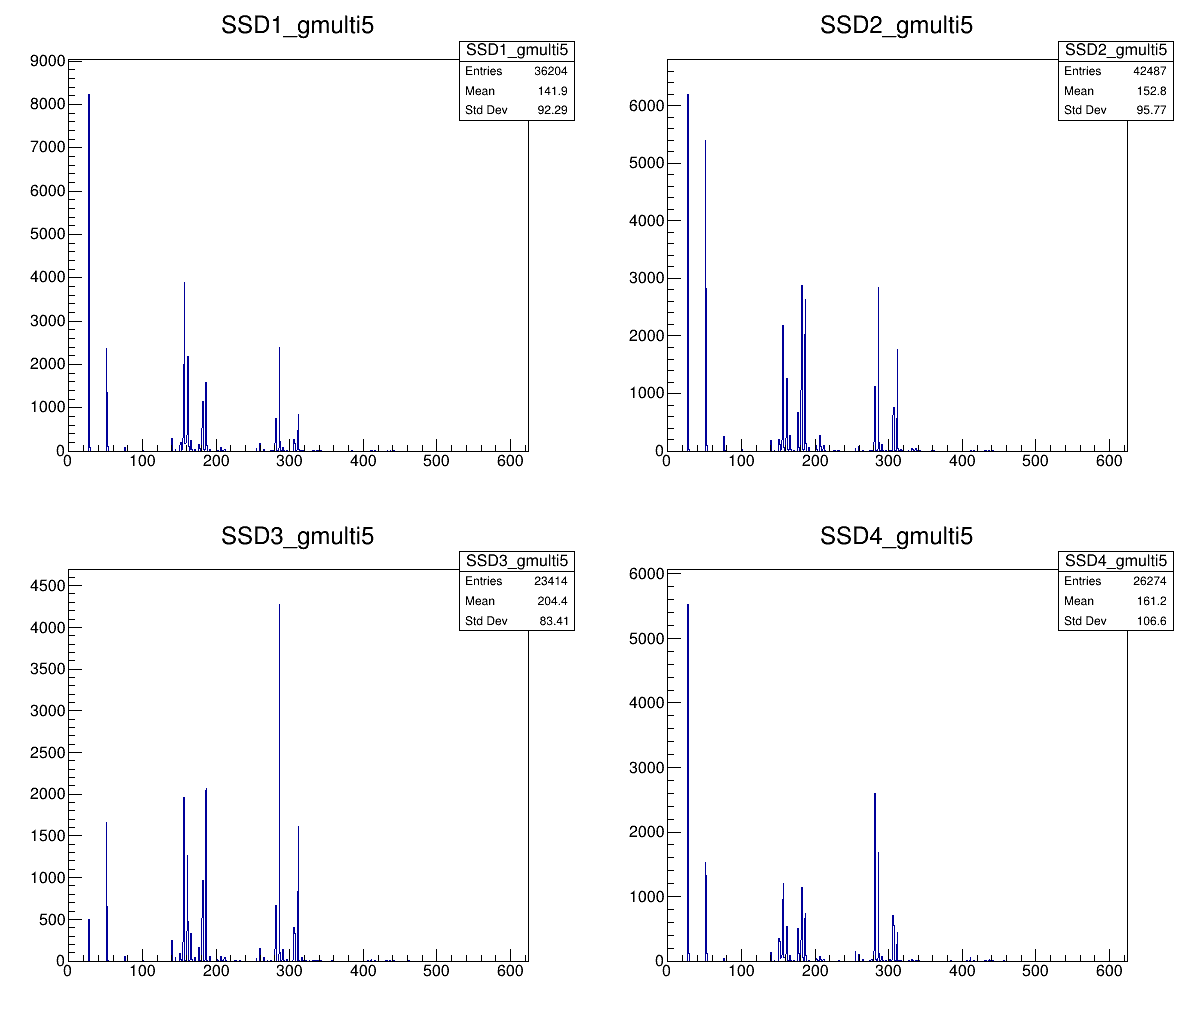 SSD1_gmulti5
SSD1_gmulti5
Entries 36204
Mean 141.9
Std Dev 92.29
9000
8000
7000
6000
5000
4000
3000
2000
1000
0
0 100 200 300 400 500 600
SSD2_gmulti5
SSD2_gmulti5
Entries 42487
Mean 152.8
Std Dev 95.77
6000
5000
4000
3000
2000
1000
0
0 100 200 300 400 500 600
SSD3_gmulti5
SSD3_gmulti5
Entries 23414
Mean 204.4
Std Dev 83.41
4500
4000
3500
3000
2500
2000
1500
1000
500
0
0 100 200 300 400 500 600
SSD4_gmulti5
SSD4_gmulti5
Entries 26274
Mean 161.2
Std Dev 106.6
6000
5000
4000
3000
2000
1000
0
0 100 200 300 400 500 600